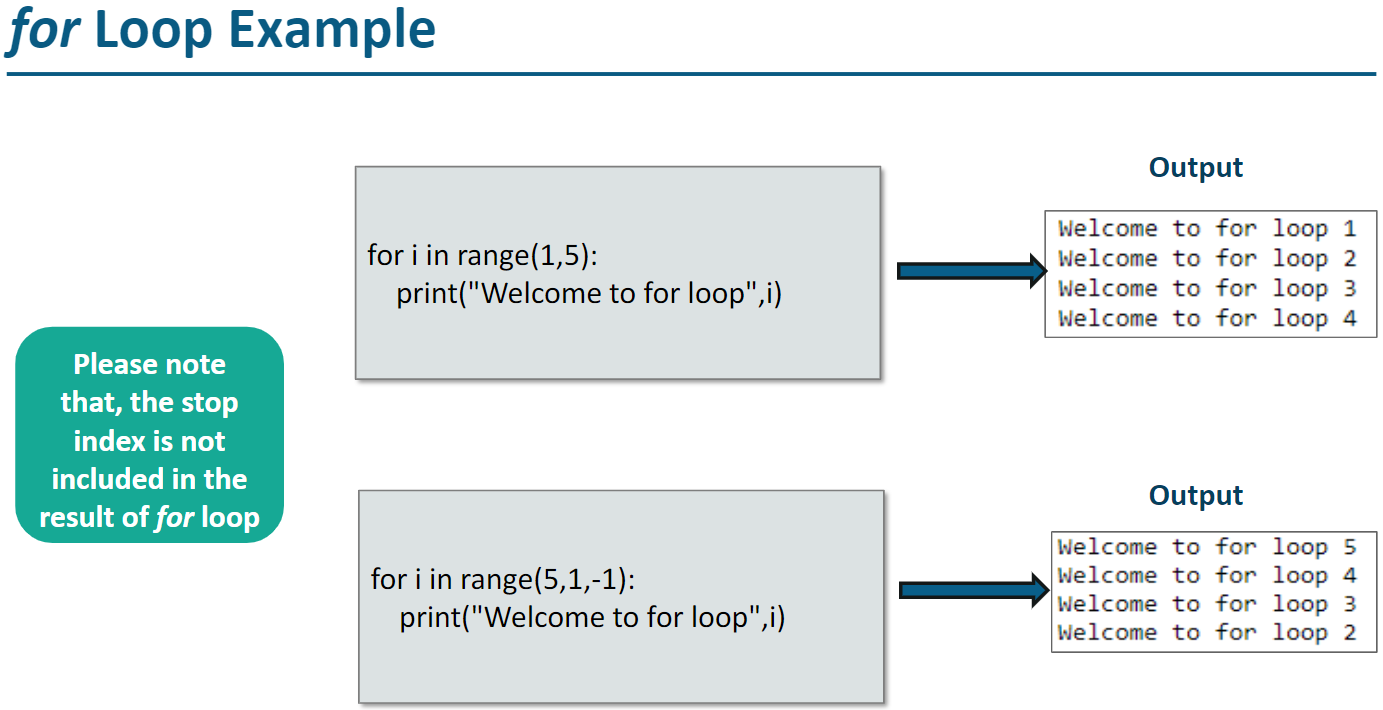 for Loop Example
for i in range(1,5):
print("Welcome to for loop",i)
Output
Welcome to for loop 1
Welcome to for loop 2
Welcome to for loop 3
Welcome to for loop 4
Please note
that, the stop
index is not
included in the
result of for loop
for i in range(5,1,-1):
print("Welcome to for loop",i)
Output
Welcome to for loop 5
Welcome to for loop 4
Welcome to for loop 3
Welcome to for loop 2